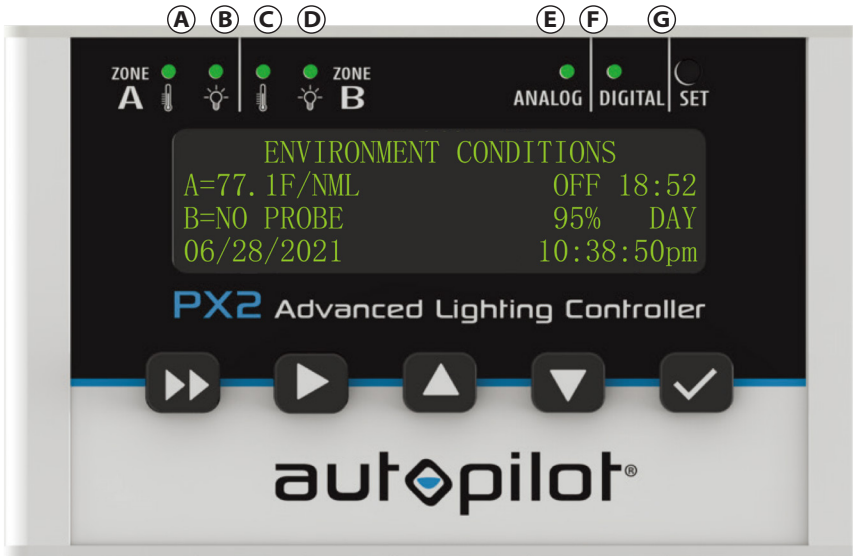 A B C D E F G
ZONE A ZONE B ANALOG DIGITAL SET
ENVIRONMENT CONDITIONS
A=77.1F/NML OFF 18:52
B=NO PROBE 95% DAY
06/28/2021 10:38:50pm
PX2 Advanced Lighting Controller
autopilot®